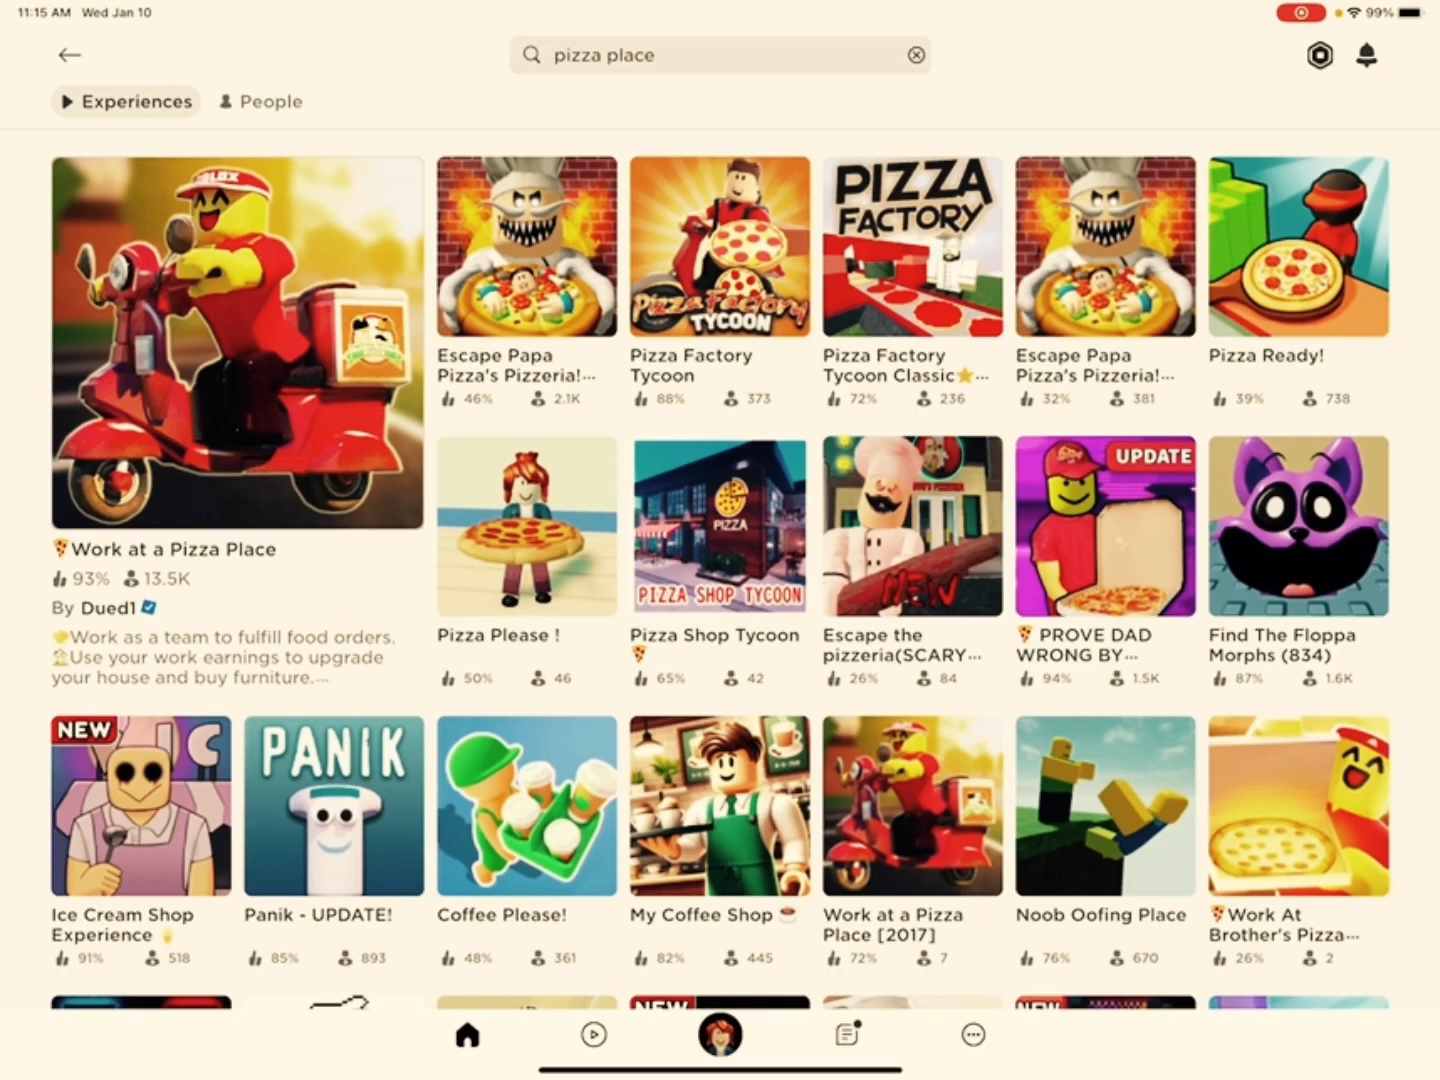 11:15 AM Wed Jan 10
99%
pizza place
Experiences
People
🍕Work at a Pizza Place
93% 13.5K
By Dued1
Work as a team to fulfill food orders.
Use your work earnings to upgrade
your house and buy furniture....
Escape Papa
Pizza's Pizzeria!...
46% 2.1K
Pizza Factory
TYCOON
Pizza Factory
Tycoon
88% 373
PIZZA
FACTORY
Pizza Factory
Tycoon Classic⭐...
72% 236
Escape Papa
Pizza's Pizzeria!...
32% 381
Pizza Ready!
39% 738
Pizza Please !
50% 46
PIZZA
PIZZA SHOP TYCOON
Pizza Shop Tycoon
🍕
65% 42
NEW
Escape the
pizzeria(SCARY...
26% 84
UPDATE
🍕 PROVE DAD
WRONG BY...
94% 1.5K
Find The Floppa
Morphs (834)
87% 1.6K
NEW
Ice Cream Shop
Experience 🍦
91% 518
PANIK
Panik - UPDATE!
85% 893
Coffee Please!
48% 361
My Coffee Shop ☕
82% 445
Work at a Pizza
Place [2017]
72% 7
Noob Oofing Place
76% 670
🍕Work At
Brother's Pizza...
26% 2
NEW
NEW